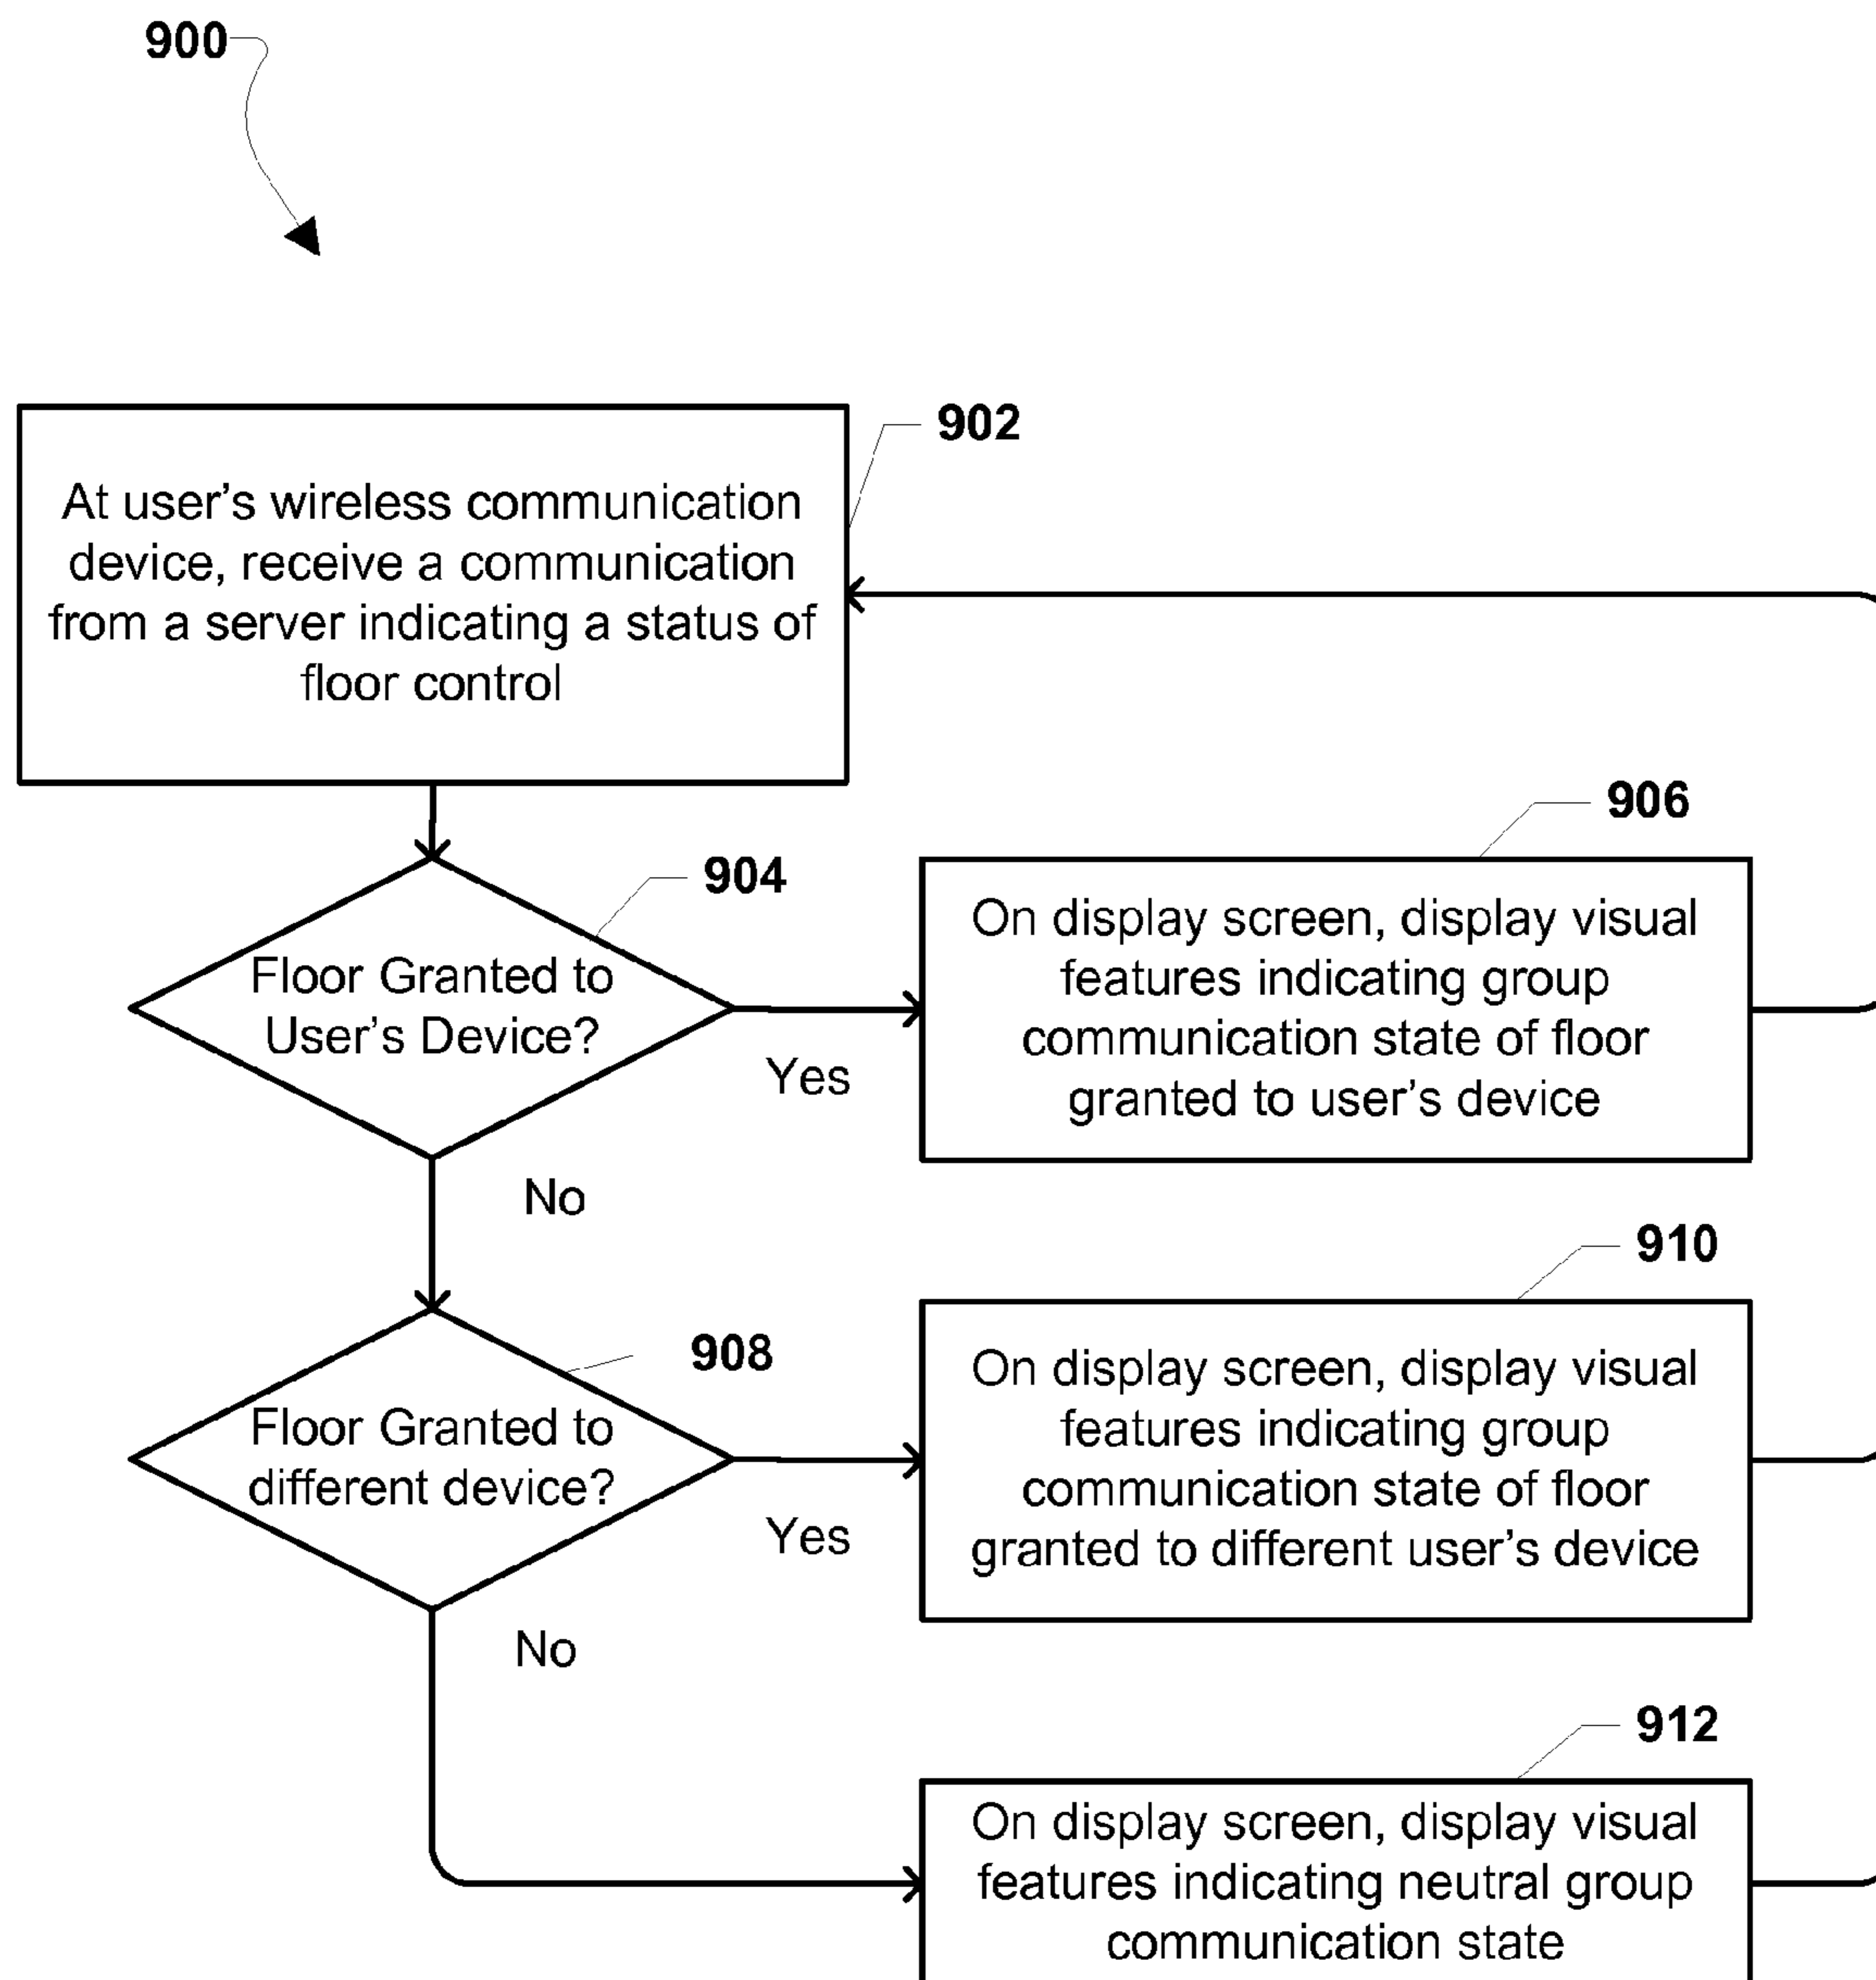 900
902
At user’s wireless communication
device, receive a communication
from a server indicating a status of
floor control
904
Floor Granted to
User’s Device?
Yes
No
906
On display screen, display visual
features indicating group
communication state of floor
granted to user’s device
908
Floor Granted to
different device?
Yes
No
910
On display screen, display visual
features indicating group
communication state of floor
granted to different user’s device
912
On display screen, display visual
features indicating neutral group
communication state